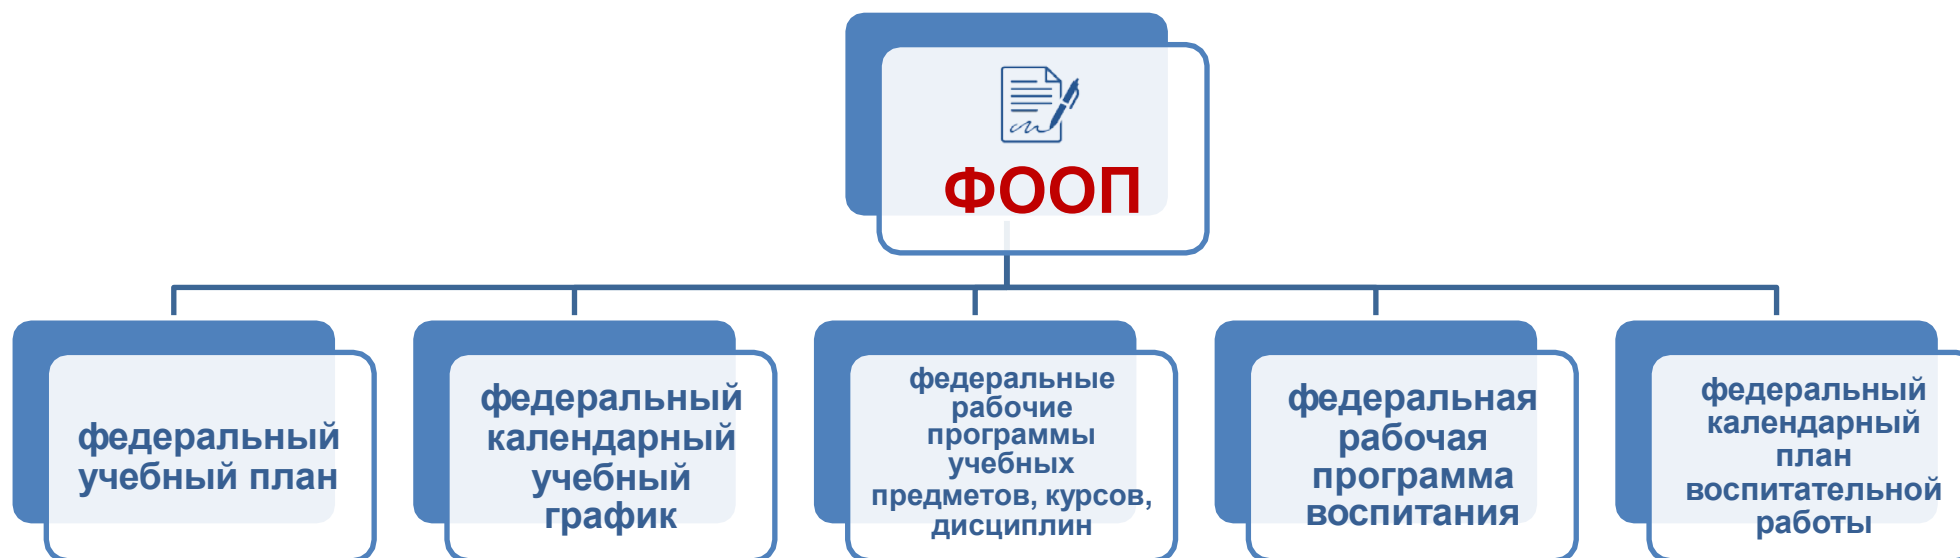 ФООП
федеральный
учебный план
федеральный
календарный
учебный
график
федеральные
рабочие
программы
учебных
предметов, курсов,
дисциплин
федеральная
рабочая
программа
воспитания
федеральный
календарный
план
воспитательной
работы